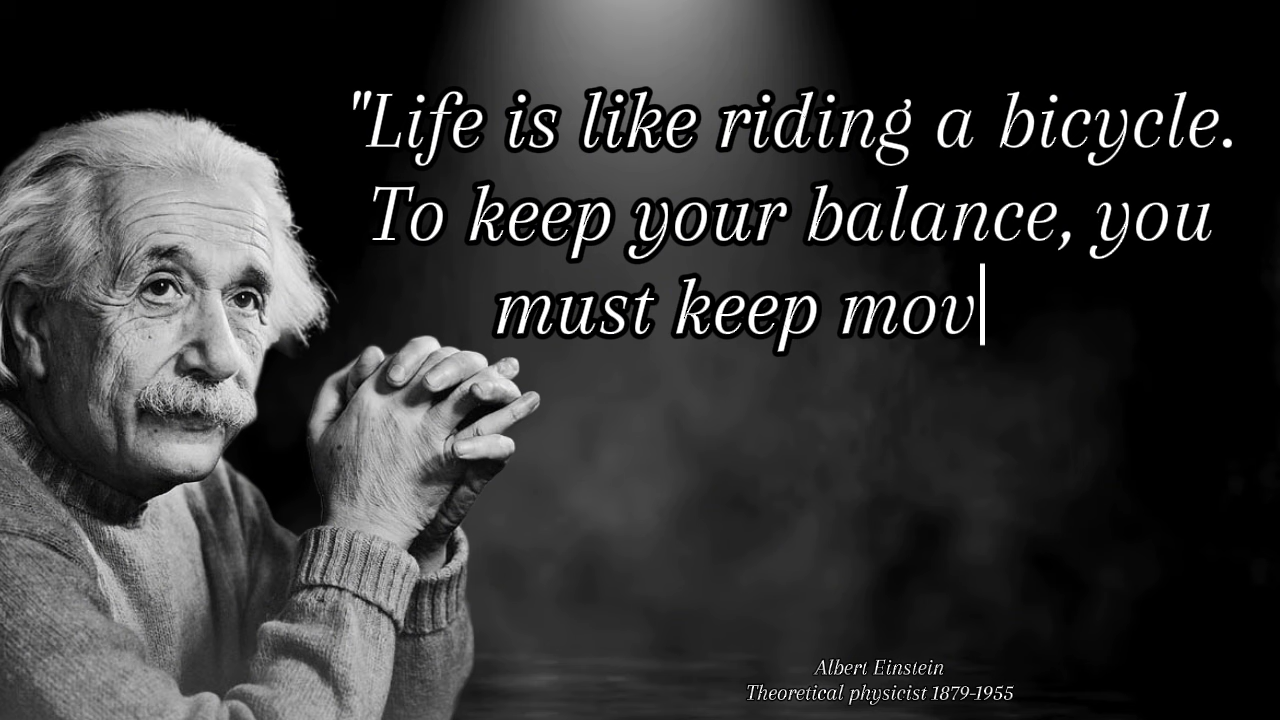 "Life is like riding a bicycle.
To keep your balance, you
must keep mov
Albert Einstein
Theoretical physicist 1879-1955